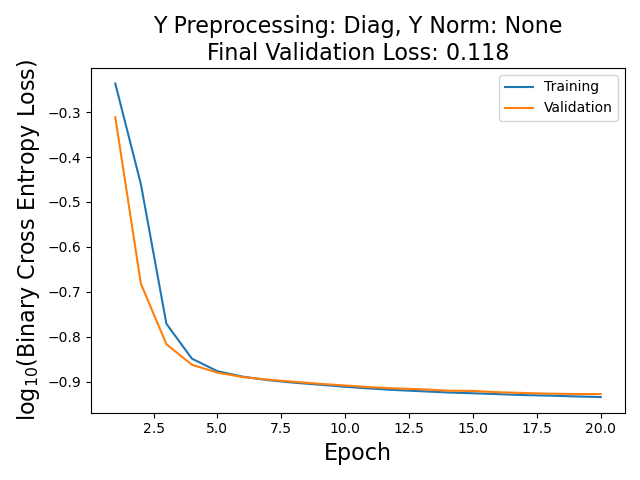 Y Preprocessing: Diag, Y Norm: None
Final Validation Loss: 0.118
Training
Validation
−0.3
−0.4
−0.5
−0.6
−0.7
−0.8
−0.9
log₁₀(Binary Cross Entropy Loss)
2.5 5.0 7.5 10.0 12.5 15.0 17.5 20.0
Epoch